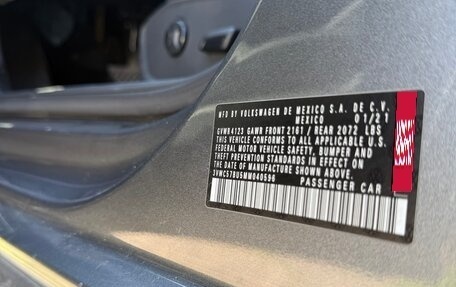 MFD BY VOLKSWAGEN DE MEXICO S.A. DE C.V.
MEXICO 01/21
GVWR 4123 GAWR FRONT 2161 / REAR 2072 LBS
THIS VEHICLE CONFORMS TO ALL APPLICABLE U.S.
FEDERAL MOTOR VEHICLE SAFETY, BUMPER AND
THEFT PREVENTION STANDARDS IN EFFECT ON
THE DATE OF MANUFACTURE SHOWN ABOVE.
3VWC57BU5MM040596
PASSENGER CAR